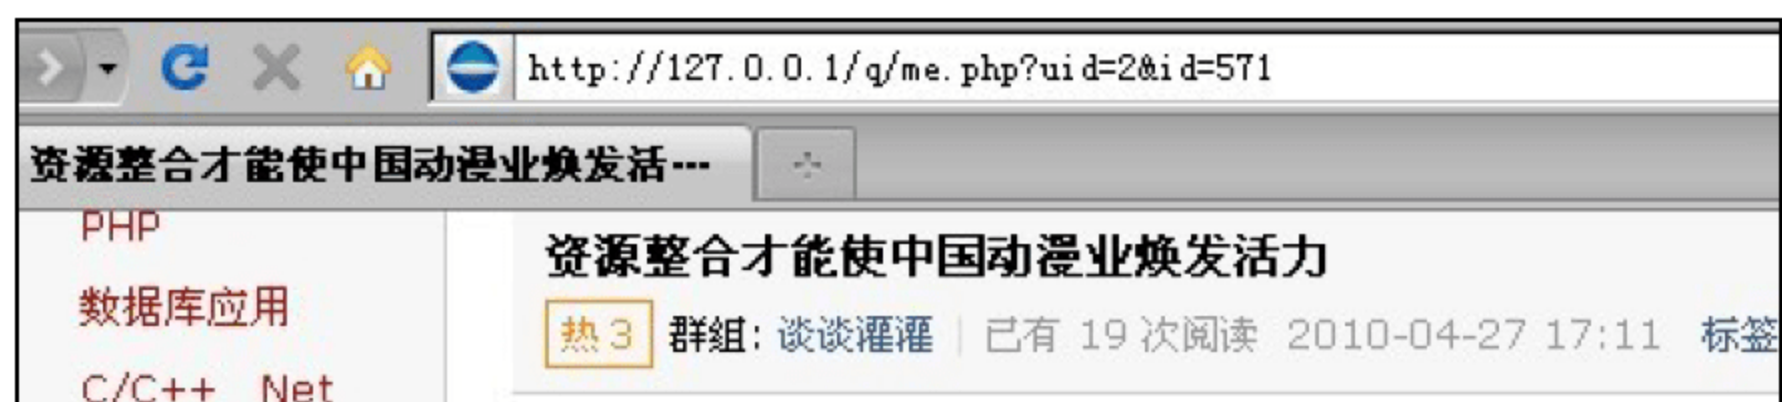 http://127.0.0.1/q/me.php?uid=2&id=571
资源整合才能使中国动漫业焕发活…
PHP
数据库应用
C/C++ Net
资源整合才能使中国动漫业焕发活力
热 3 群组: 谈谈灌灌 | 已有 19 次阅读 2010-04-27 17:11 标签